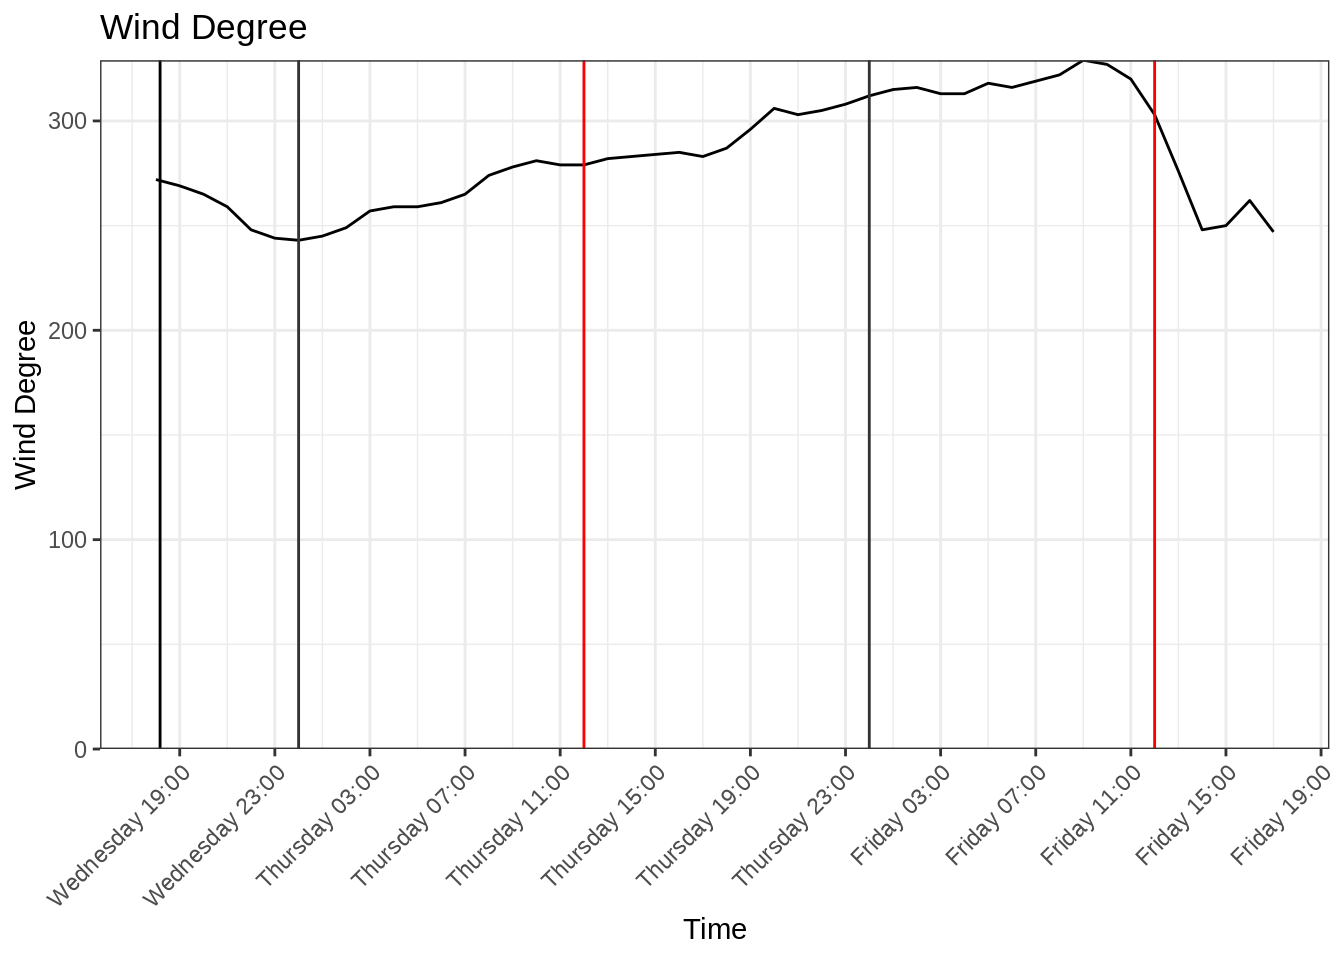 Wind Degree
Wind Degree
300
200
100
0
Wednesday 19:00
Wednesday 23:00
Thursday 03:00
Thursday 07:00
Thursday 11:00
Thursday 15:00
Thursday 19:00
Thursday 23:00
Friday 03:00
Friday 07:00
Friday 11:00
Friday 15:00
Friday 19:00
Time